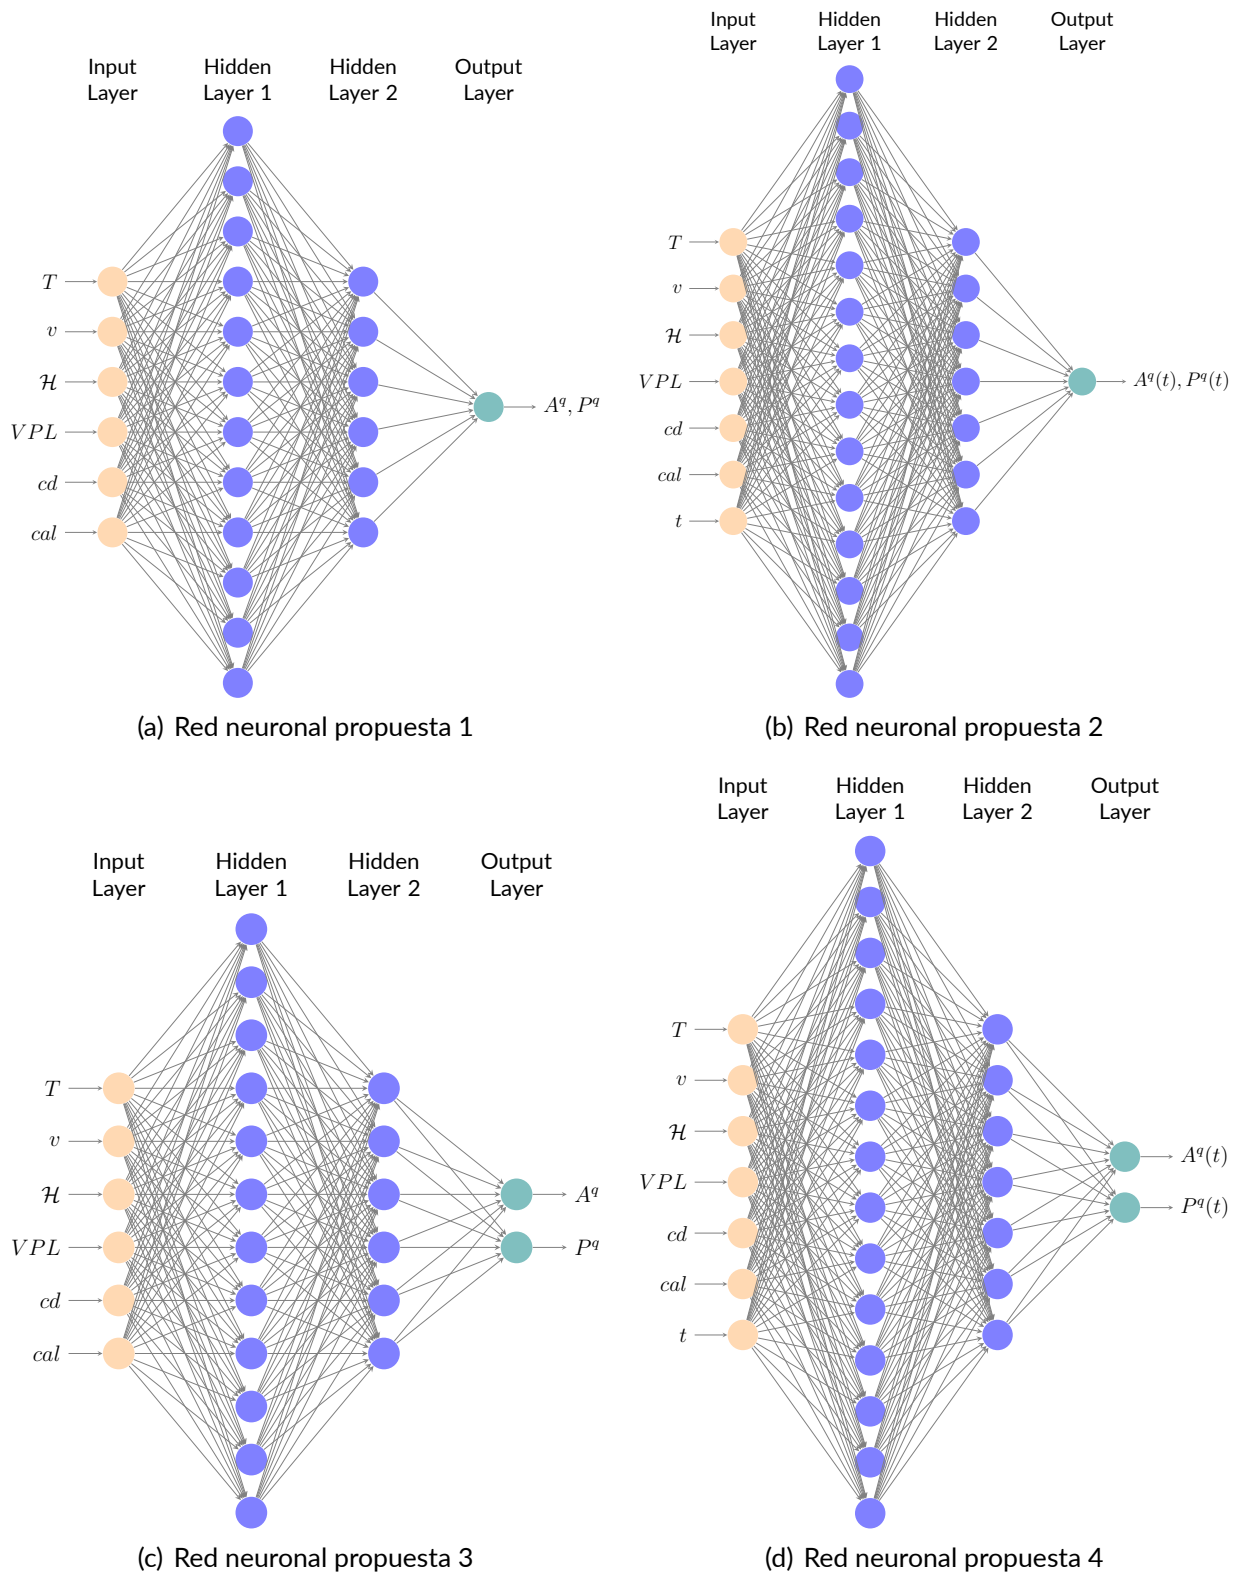 Input Layer
Hidden Layer 1
Hidden Layer 2
Output Layer
T
v
ℋ
VPL
cd
cal
A^q, P^q
(a) Red neuronal propuesta 1
Input Layer
Hidden Layer 1
Hidden Layer 2
Output Layer
T
v
ℋ
VPL
cd
cal
t
A^q(t), P^q(t)
(b) Red neuronal propuesta 2
Input Layer
Hidden Layer 1
Hidden Layer 2
Output Layer
T
v
ℋ
VPL
cd
cal
A^q
P^q
(c) Red neuronal propuesta 3
Input Layer
Hidden Layer 1
Hidden Layer 2
Output Layer
T
v
ℋ
VPL
cd
cal
t
A^q(t)
P^q(t)
(d) Red neuronal propuesta 4